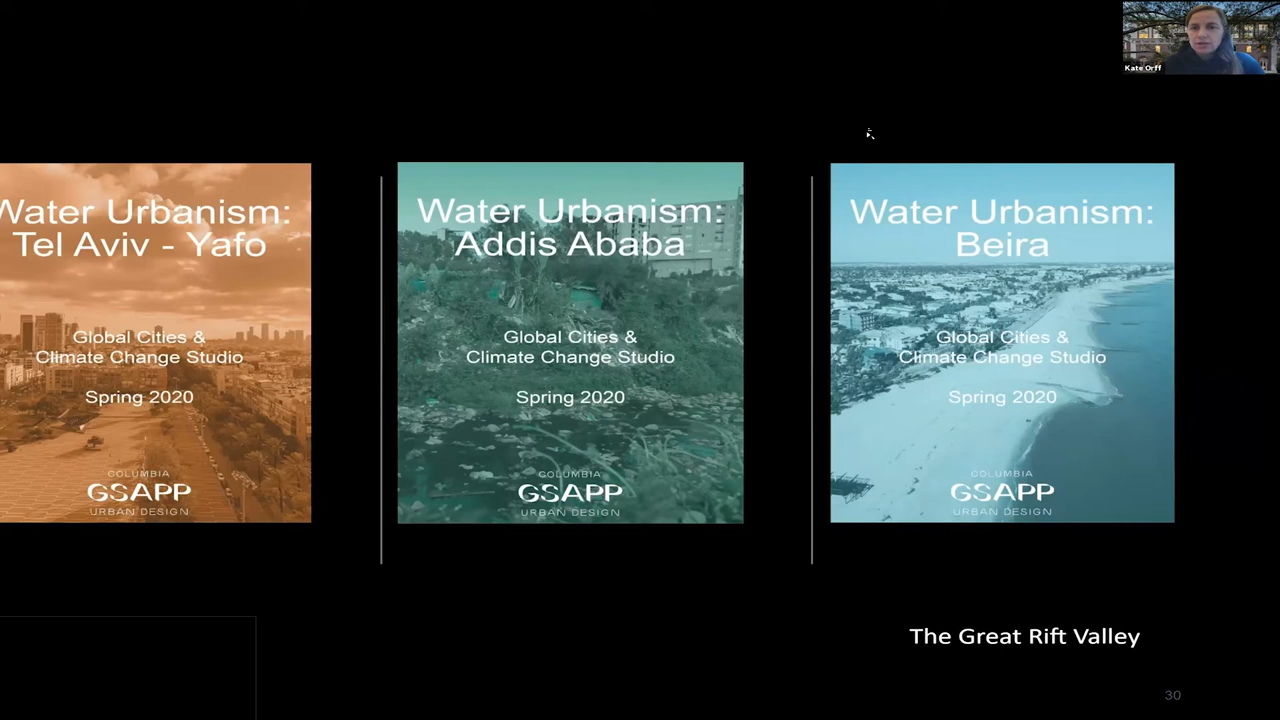 Kate Orff
Water Urbanism:
Tel Aviv - Yafo
Global Cities &
Climate Change Studio
Spring 2020
COLUMBIA
GSAPP
URBAN DESIGN
Water Urbanism:
Addis Ababa
Global Cities &
Climate Change Studio
Spring 2020
COLUMBIA
GSAPP
URBAN DESIGN
Water Urbanism:
Beira
Global Cities &
Climate Change Studio
Spring 2020
COLUMBIA
GSAPP
URBAN DESIGN
The Great Rift Valley
30